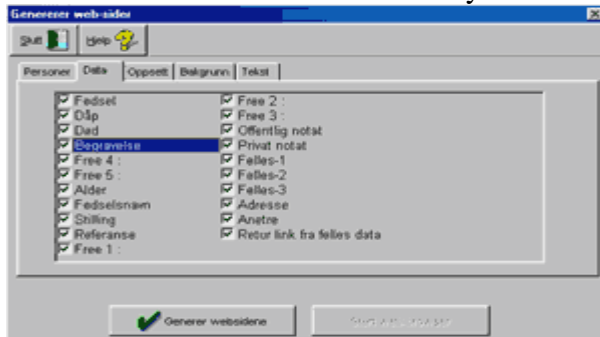 Genererer web-sider
Slutt Hjelp
Personer Data Oppsett Bakgrunn Tekst
Fødsel
Dåp
Død
Begravelse
Free 4 :
Free 5 :
Alder
Fødselsnavn
Stilling
Referanse
Free 1 :
Free 2 :
Free 3 :
Offentlig notat
Privat notat
Felles-1
Felles-2
Felles-3
Adresse
Anetre
Retur link fra felles data
Generer websidene